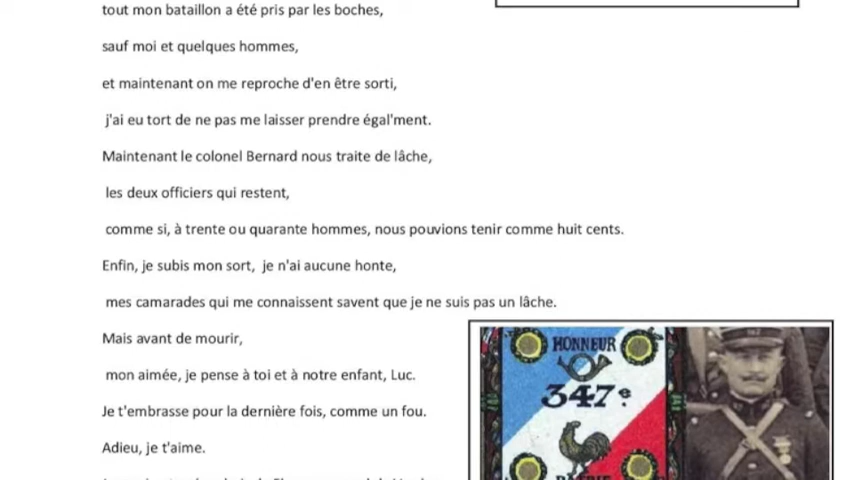 tout mon bataillon a été pris par les boches,
sauf moi et quelques hommes,
et maintenant on me reproche d'en être sorti,
j'ai eu tort de ne pas me laisser prendre égal'ment.
Maintenant le colonel Bernard nous traite de lâche,
les deux officiers qui restent,
comme si, à trente ou quarante hommes, nous pouvions tenir comme huit cents.
Enfin, je subis mon sort, je n'ai aucune honte,
mes camarades qui me connaissent savent que je ne suis pas un lâche.
Mais avant de mourir,
mon aimée, je pense à toi et à notre enfant, Luc.
Je t'embrasse pour la dernière fois, comme un fou.
Adieu, je t'aime.
HONNEUR
347e